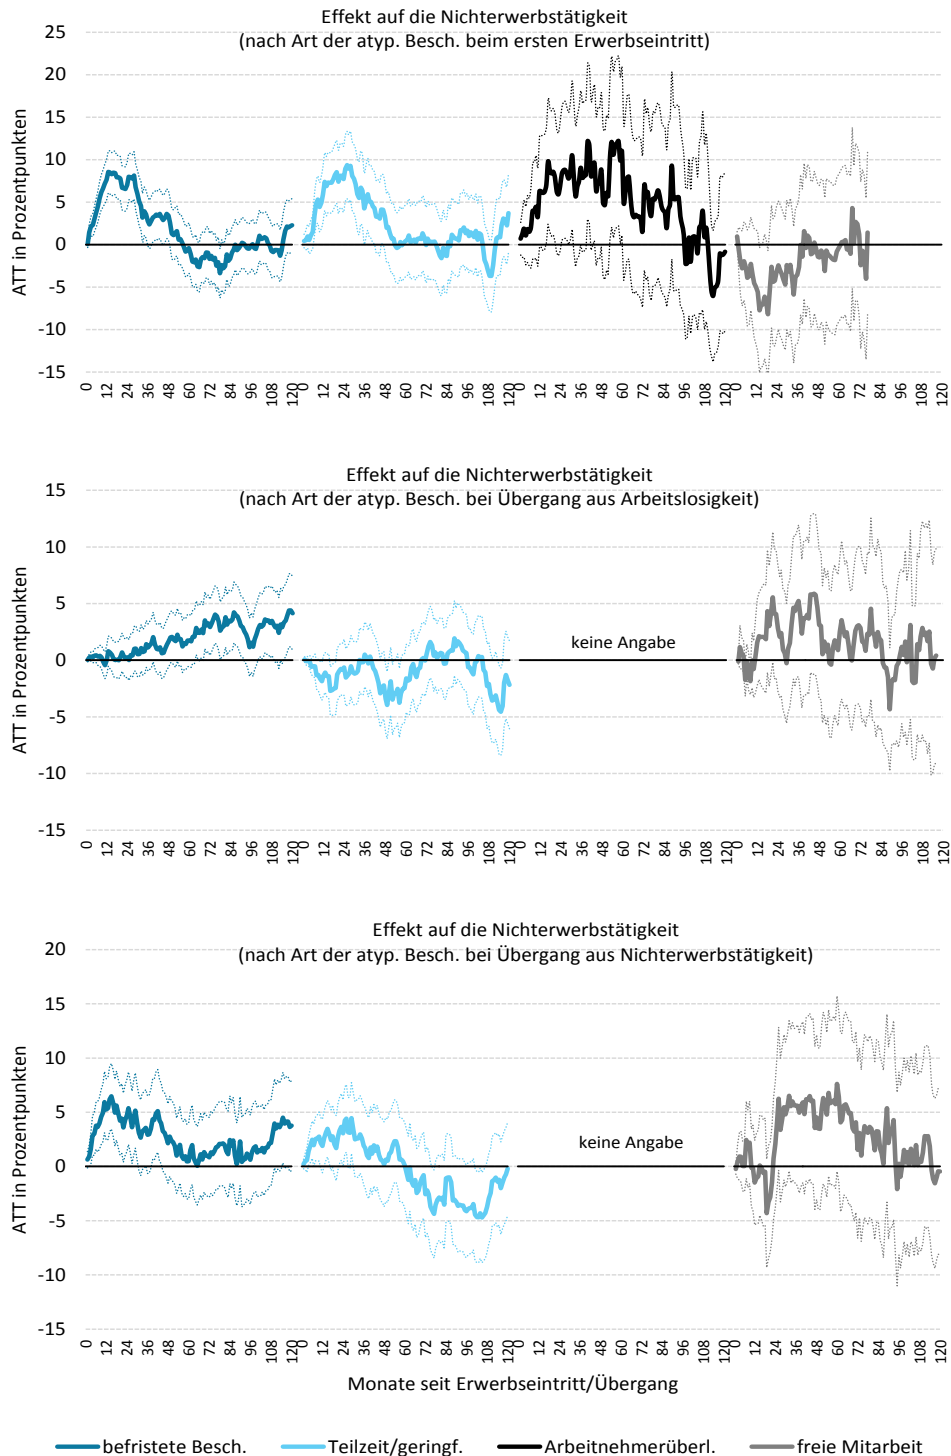 Effekt auf die Nichterwerbstätigkeit
(nach Art der atyp. Besch. beim ersten Erwerbseintritt)
ATT in Prozentpunkten
25
20
15
10
5
0
-5
-10
-15
0 12 24 36 48 60 72 84 96 108 120 0 12 24 36 48 60 72 84 96 108 120 0 12 24 36 48 60 72 84 96 108 120 0 12 24 36 48 60 72 84 96 108 120
Effekt auf die Nichterwerbstätigkeit
(nach Art der atyp. Besch. bei Übergang aus Arbeitslosigkeit)
ATT in Prozentpunkten
15
10
5
0
-5
-10
-15
keine Angabe
0 12 24 36 48 60 72 84 96 108 120 0 12 24 36 48 60 72 84 96 108 120 0 12 24 36 48 60 72 84 96 108 120 0 12 24 36 48 60 72 84 96 108 120
Effekt auf die Nichterwerbstätigkeit
(nach Art der atyp. Besch. bei Übergang aus Nichterwerbstätigkeit)
ATT in Prozentpunkten
20
15
10
5
0
-5
-10
-15
keine Angabe
0 12 24 36 48 60 72 84 96 108 120 0 12 24 36 48 60 72 84 96 108 120 0 12 24 36 48 60 72 84 96 108 120 0 12 24 36 48 60 72 84 96 108 120
Monate seit Erwerbseintritt/Übergang
befristete Besch. Teilzeit/geringf. Arbeitnehmerüberl. freie Mitarbeit